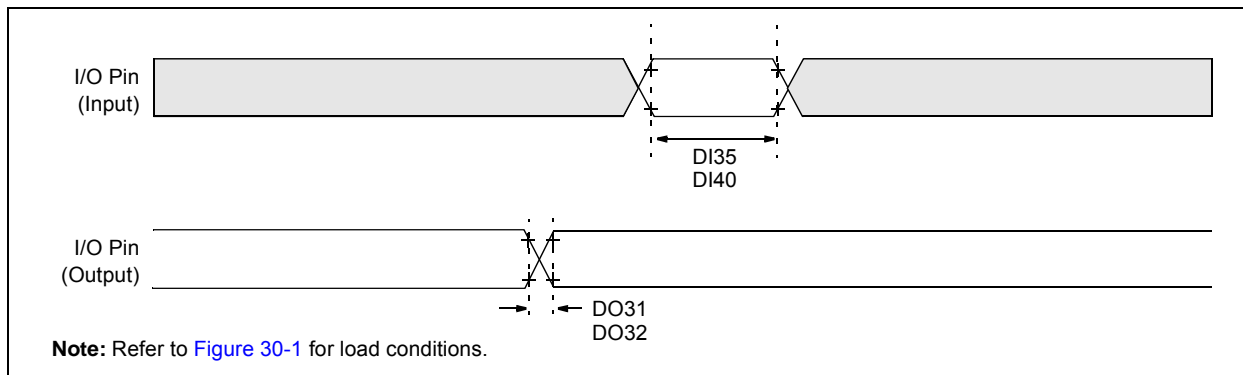 I/O Pin
(Input)
DI35
DI40
I/O Pin
(Output)
DO31
DO32
Note: Refer to Figure 30-1 for load conditions.